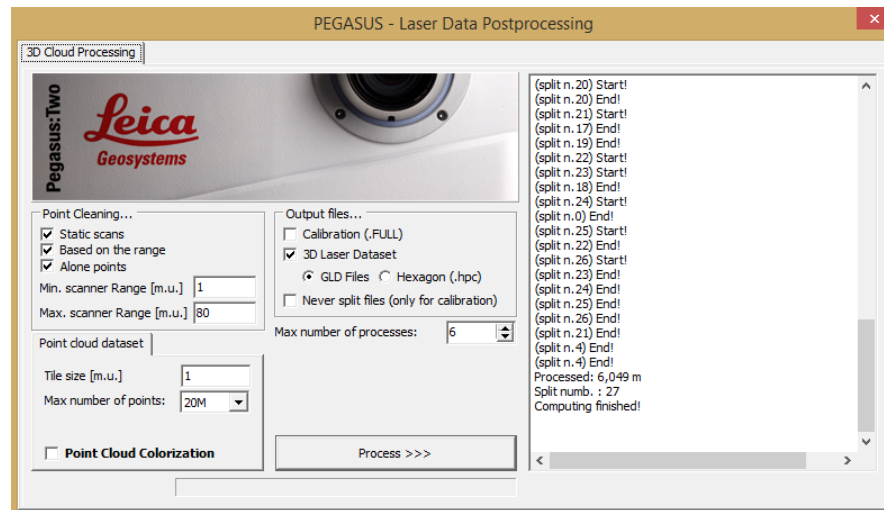 PEGASUS - Laser Data Postprocessing
3D Cloud Processing
Pegasus:Two
Leica
Geosystems
Point Cleaning...
Static scans
Based on the range
Alone points
Min. scanner Range [m.u.] 1
Max. scanner Range [m.u.] 80
Output files...
Calibration (.FULL)
3D Laser Dataset
GLD Files Hexagon (.hpc)
Never split files (only for calibration)
Max number of processes: 6
Point cloud dataset
Tile size [m.u.] 1
Max number of points: 20M
Point Cloud Colorization
Process >>>
(split n.20) Start!
(split n.20) End!
(split n.21) Start!
(split n.17) End!
(split n.19) End!
(split n.22) Start!
(split n.23) Start!
(split n.18) End!
(split n.24) Start!
(split n.0) End!
(split n.25) Start!
(split n.22) End!
(split n.26) Start!
(split n.23) End!
(split n.24) End!
(split n.25) End!
(split n.26) End!
(split n.21) End!
(split n.4) End!
(split n.4) End!
Processed: 6,049 m
Split numb. : 27
Computing finished!